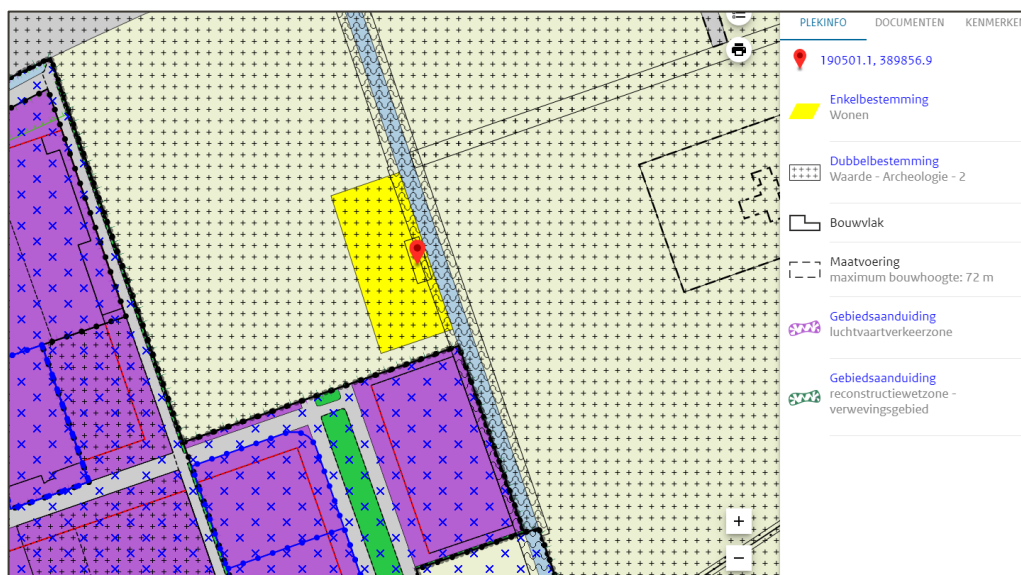 PLEKINFO DOCUMENTEN KENMERKEN
190501.1, 389856.9
Enkelbestemming
Wonen
Dubbelbestemming
Waarde - Archeologie - 2
Bouwvlak
Maatvoering
maximum bouwhoogte: 72 m
Gebiedsaanduiding
luchtvaartverkeerzone
Gebiedsaanduiding
reconstructiewetzone -
verwevingsgebied
+
−